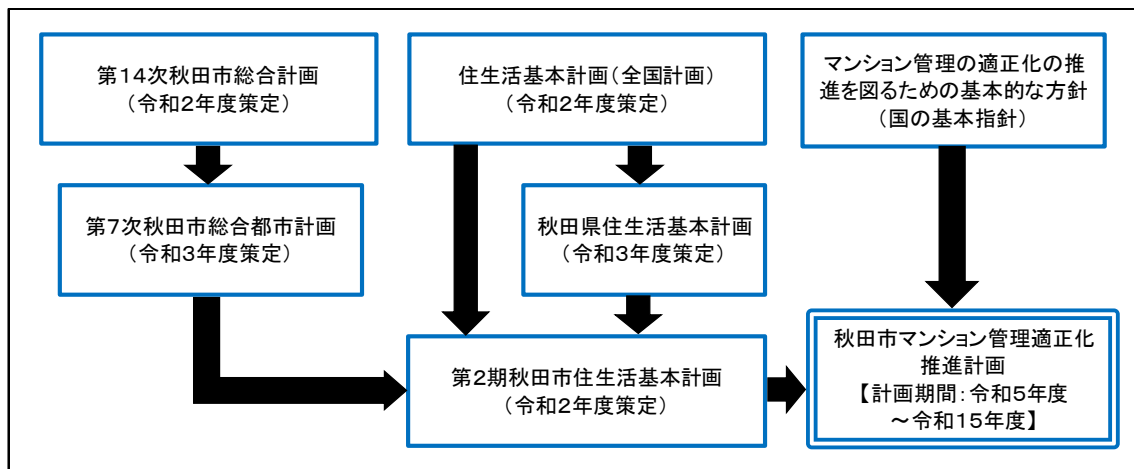 第14次秋田市総合計画
（令和2年度策定）
住生活基本計画（全国計画）
（令和2年度策定）
マンション管理の適正化の推
進を図るための基本的な方針
（国の基本指針）
第7次秋田市総合都市計画
（令和3年度策定）
秋田県住生活基本計画
（令和3年度策定）
第2期秋田市住生活基本計画
（令和2年度策定）
秋田市マンション管理適正化
推進計画
【計画期間：令和5年度
～令和15年度】